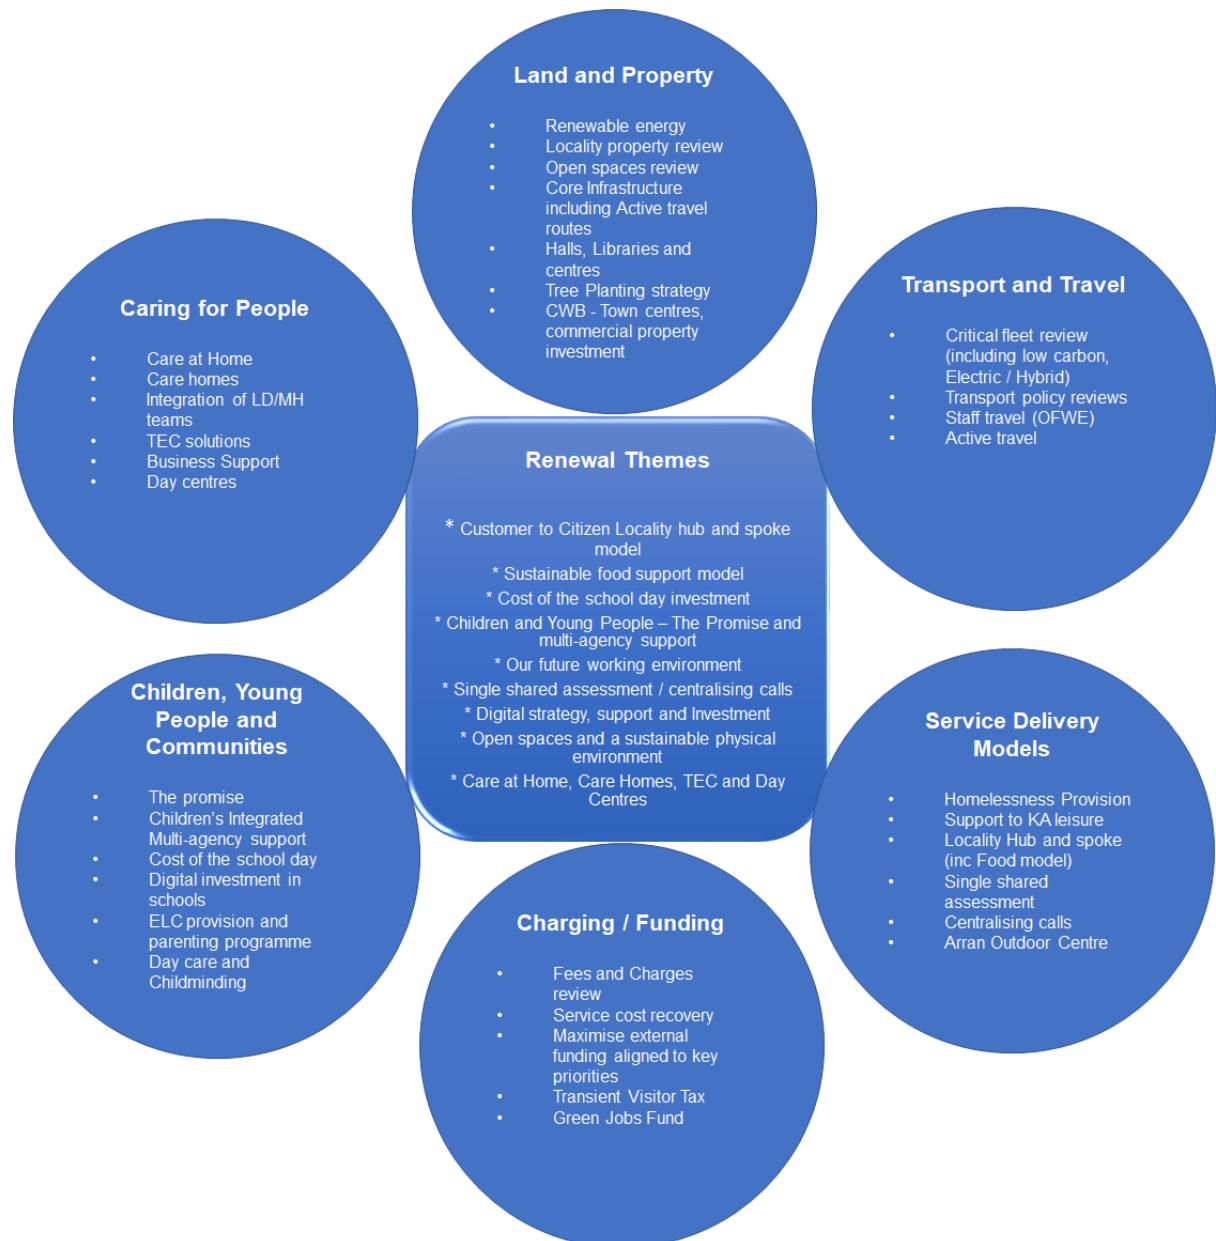 Land and Property
• Renewable energy
• Locality property review
• Open spaces review
• Core Infrastructure
including Active travel
routes
• Halls, Libraries and
centres
• Tree Planting strategy
• CWB - Town centres,
commercial property
investment
Transport and Travel
• Critical fleet review
(including low carbon,
Electric / Hybrid)
• Transport policy reviews
• Staff travel (OFWE)
• Active travel
Caring for People
• Care at Home
• Care homes
• Integration of LD/MH
teams
• TEC solutions
• Business Support
• Day centres
Renewal Themes
* Customer to Citizen Locality hub and spoke
model
* Sustainable food support model
* Cost of the school day investment
* Children and Young People – The Promise and
multi-agency support
* Our future working environment
* Single shared assessment / centralising calls
* Digital strategy, support and Investment
* Open spaces and a sustainable physical
environment
* Care at Home, Care Homes, TEC and Day
Centres
Children, Young
People and
Communities
• The promise
• Children’s Integrated
Multi-agency support
• Cost of the school day
• Digital investment in
schools
• ELC provision and
parenting programme
• Day care and
Childminding
Service Delivery
Models
• Homelessness Provision
• Support to KA leisure
• Locality Hub and spoke
(inc Food model)
• Single shared
assessment
• Centralising calls
• Arran Outdoor Centre
Charging / Funding
• Fees and Charges
review
• Service cost recovery
• Maximise external
funding aligned to key
priorities
• Transient Visitor Tax
• Green Jobs Fund